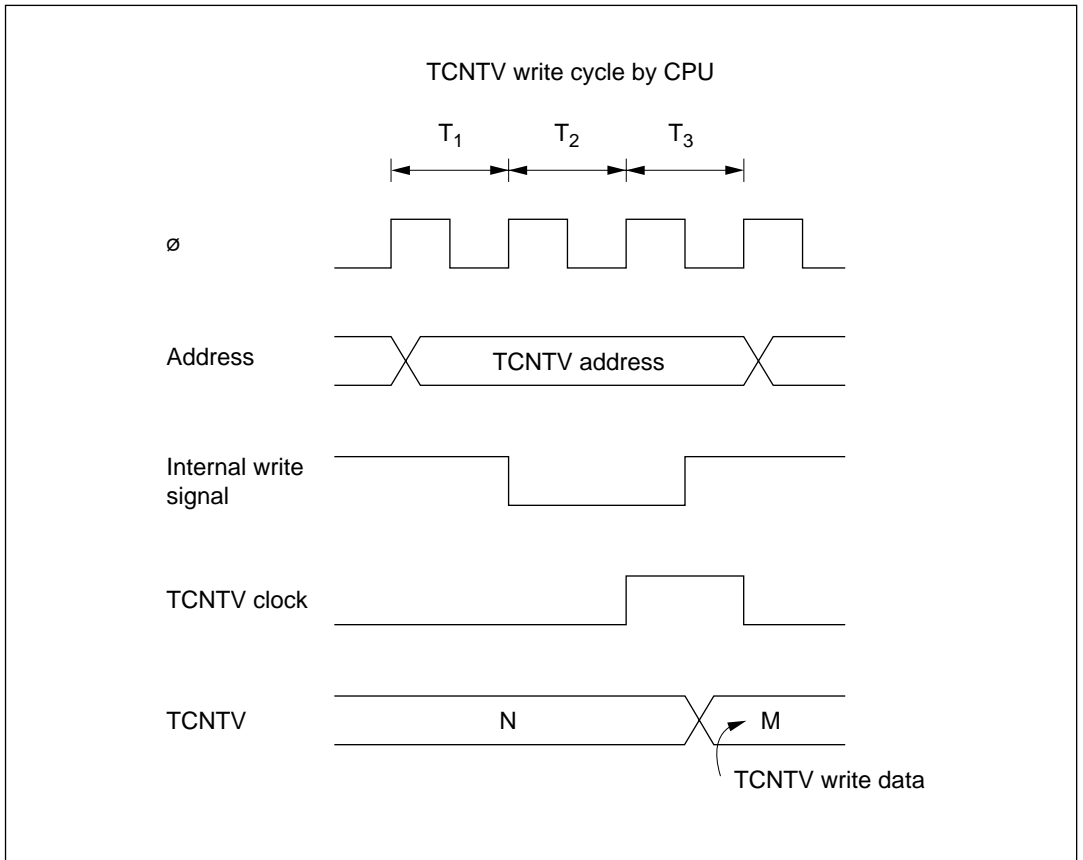 TCNTV write cycle by CPU
T1 T2 T3
ø
Address
TCNTV address
Internal write
signal
TCNTV clock
TCNTV
N
M
TCNTV write data